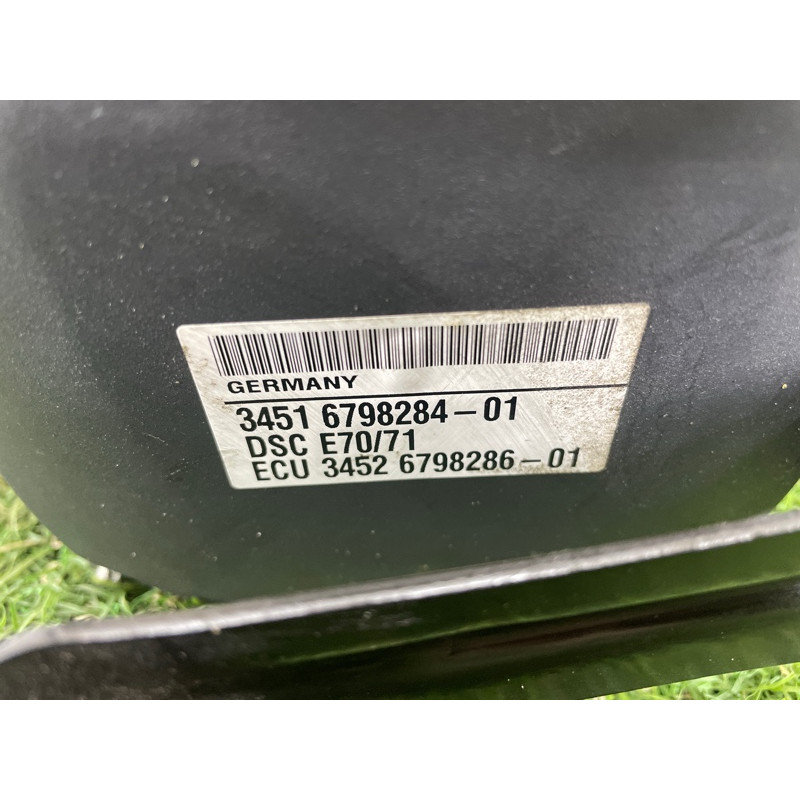 GERMANY
3451 6798284-01
DSC E70/71
ECU 3452 6798286-01